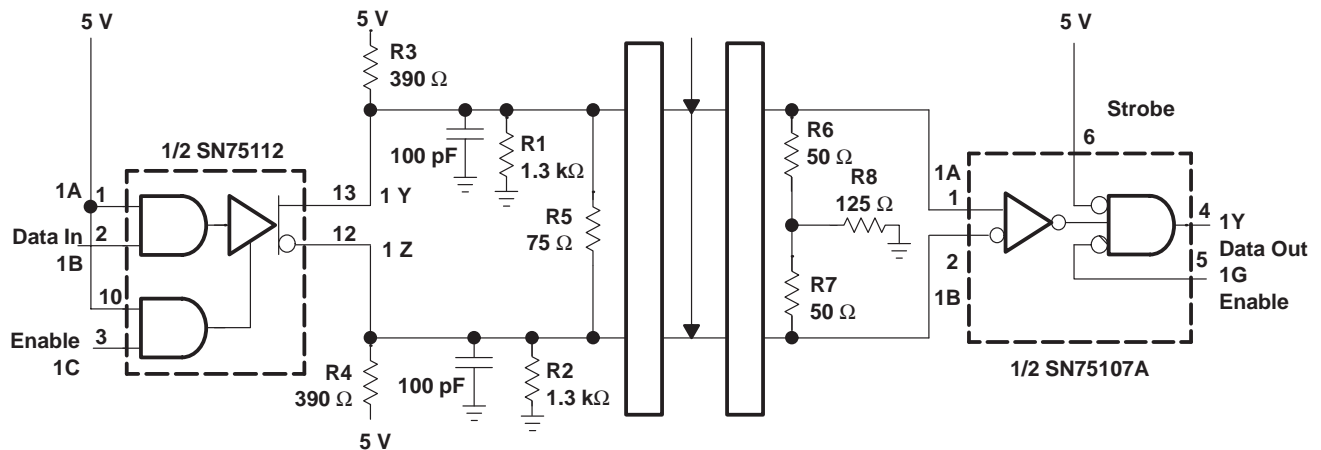 5 V
5 V
5 V
R3
390 Ω
Strobe
6
1/2 SN75112
100 pF
R1
1.3 kΩ
R6
50 Ω
R8
125 Ω
1A
1
13
1 Y
1A
1
R5
75 Ω
4
1Y
Data In
2
1B
12
1 Z
Data Out
5
1G
Enable
2
1B
R7
50 Ω
10
Enable
3
1C
R4
390 Ω
100 pF
R2
1.3 kΩ
1/2 SN75107A
5 V